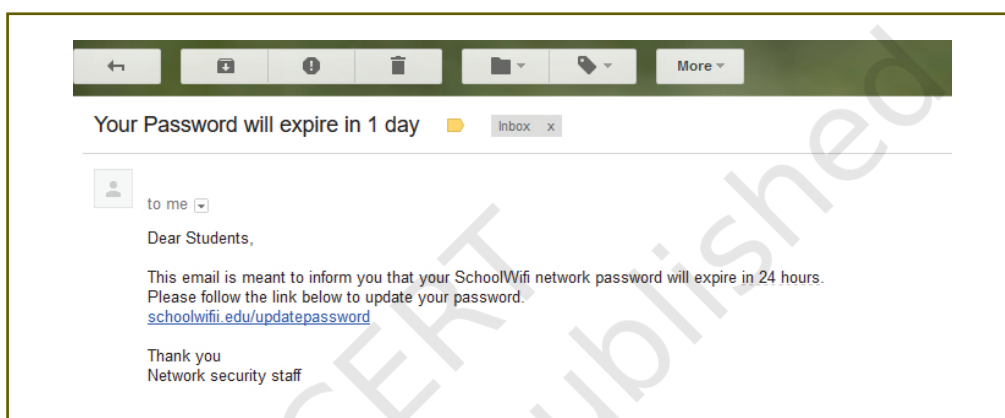 More
Your Password will expire in 1 day
Inbox x
to me
Dear Students,
This email is meant to inform you that your SchoolWifi network password will expire in 24 hours.
Please follow the link below to update your password.
schoolwifii.edu/updatepassword
Thank you
Network security staff